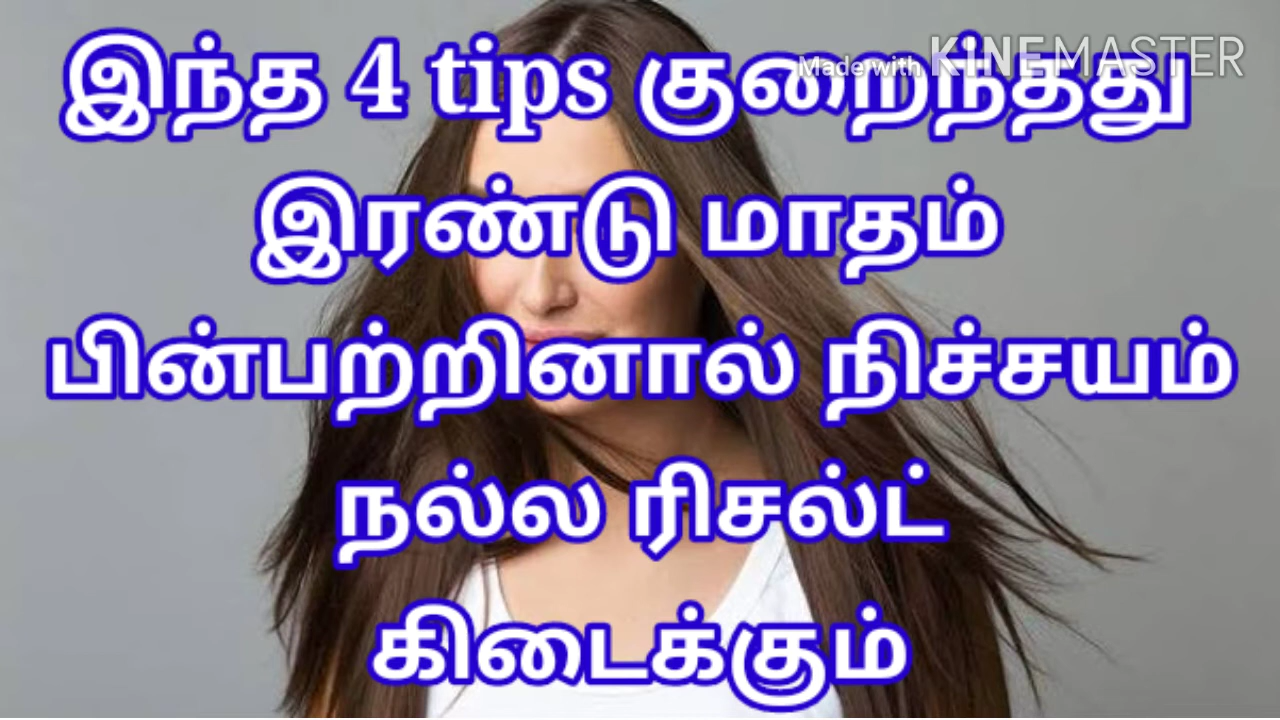 Made with KINEMASTER
இந்த 4 tips குறைந்தது
இரண்டு மாதம்
பின்பற்றினால் நிச்சயம்
நல்ல ரிசல்ட்
கிடைக்கும்